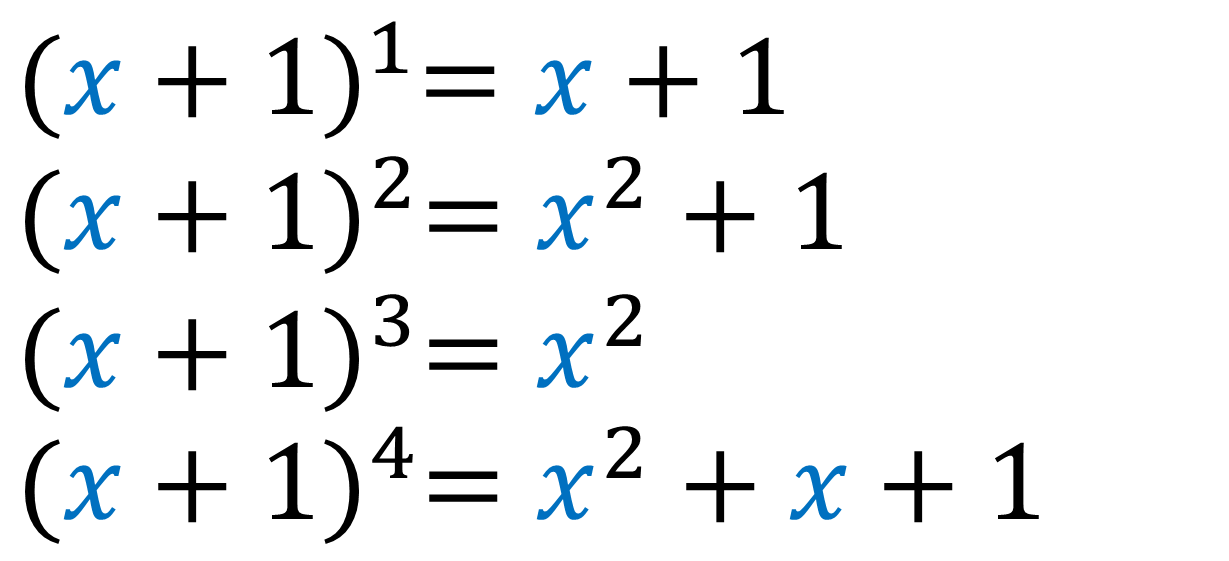 (x + 1)¹= x + 1
(x + 1)²= x² + 1
(x + 1)³= x²
(x + 1)⁴= x² + x + 1